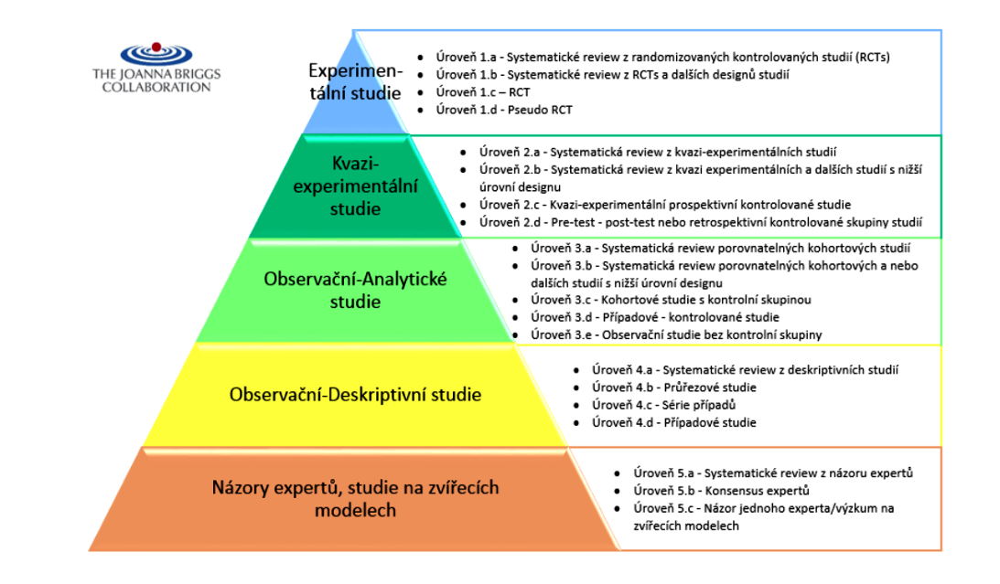 THE JOANNA BRIGGS
COLLABORATION
Experimen-
tální studie
• Úroveň 1.a - Systematické review z randomizovaných kontrolovaných studií (RCTs)
• Úroveň 1.b - Systematické review z RCTs a dalších designů studií
• Úroveň 1.c – RCT
• Úroveň 1.d - Pseudo RCT
Kvazi-
experimentální
studie
• Úroveň 2.a - Systematická review z kvazi-experimentálních studií
• Úroveň 2.b - Systematická review z kvazi experimentálních a dalších studií s nižší
úrovní designu
• Úroveň 2.c - Kvazi-experimentální prospektivní kontrolované studie
• Úroveň 2.d - Pre-test - post-test nebo retrospektivní kontrolované skupiny studií
Observační-Analytické
studie
• Úroveň 3.a - Systematická review porovnatelných kohortových studií
• Úroveň 3.b - Systematická review porovnatelných kohortových a nebo
dalších studií s nižší úrovní designu
• Úroveň 3.c - Kohortové studie s kontrolní skupinou
• Úroveň 3.d - Případové - kontrolované studie
• Úroveň 3.e - Observační studie bez kontrolní skupiny
Observační-Deskriptivní studie
• Úroveň 4.a - Systematické review z deskriptivních studií
• Úroveň 4.b - Průřezové studie
• Úroveň 4.c - Série případů
• Úroveň 4.d - Případové studie
Názory expertů, studie na zvířecích
modelech
• Úroveň 5.a - Systematické review z názoru expertů
• Úroveň 5.b - Konsensus expertů
• Úroveň 5.c - Názor jednoho experta/výzkum na
zvířecích modelech